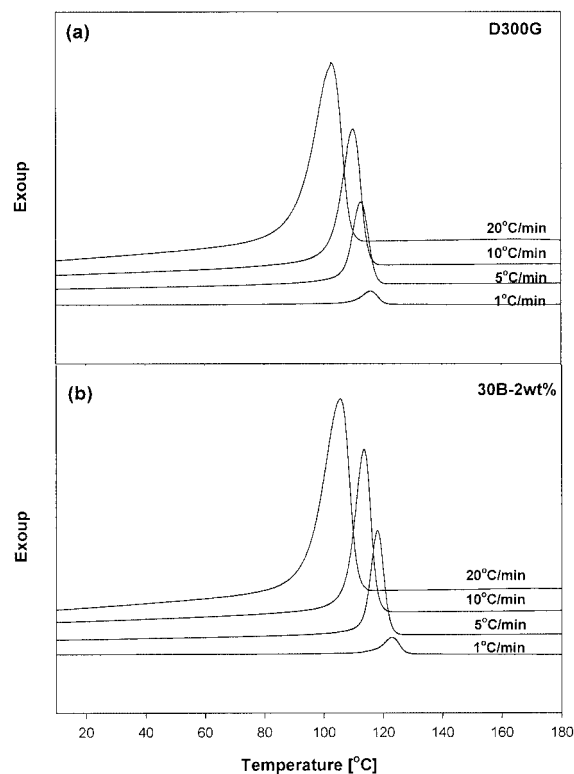 (a)
D300G
Exoup
20°C/min
10°C/min
5°C/min
1°C/min
(b)
30B-2wt%
Exoup
20°C/min
10°C/min
5°C/min
1°C/min
20 40 60 80 100 120 140 160 180
Temperature [°C]